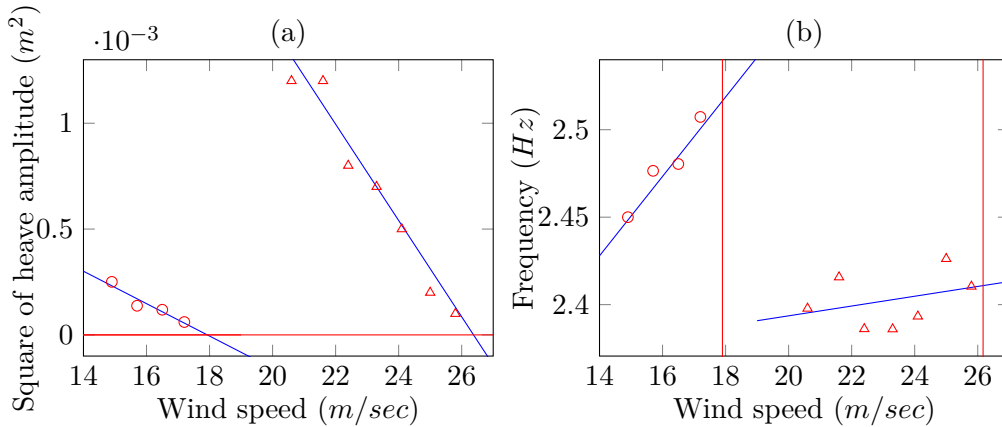 (a)
·10⁻³
Square of heave amplitude (m²)
1
0.5
0
14 16 18 20 22 24 26
Wind speed (m/sec)
(b)
Frequency (Hz)
2.5
2.45
2.4
14 16 18 20 22 24 26
Wind speed (m/sec)